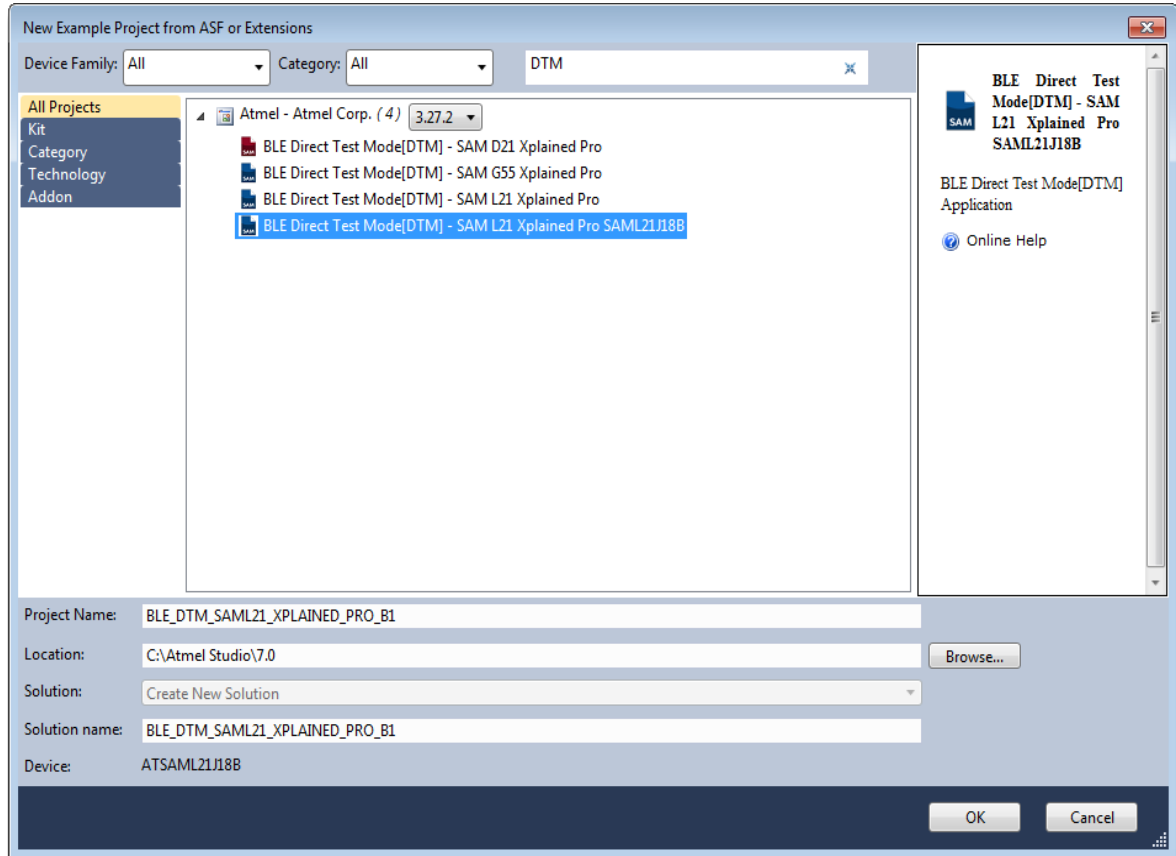 New Example Project from ASF or Extensions
Device Family: All Category: All DTM
All Projects
Kit
Category
Technology
Addon
Atmel - Atmel Corp. (4) 3.27.2
BLE Direct Test Mode[DTM] - SAM D21 Xplained Pro
BLE Direct Test Mode[DTM] - SAM G55 Xplained Pro
BLE Direct Test Mode[DTM] - SAM L21 Xplained Pro
BLE Direct Test Mode[DTM] - SAM L21 Xplained Pro SAML21J18B
SAM
BLE Direct Test
Mode[DTM] - SAM
L21 Xplained Pro
SAML21J18B
BLE Direct Test Mode[DTM]
Application
Online Help
Project Name: BLE_DTM_SAML21_XPLAINED_PRO_B1
Location: C:\Atmel Studio\7.0 Browse...
Solution: Create New Solution
Solution name: BLE_DTM_SAML21_XPLAINED_PRO_B1
Device: ATSAML21J18B
OK Cancel